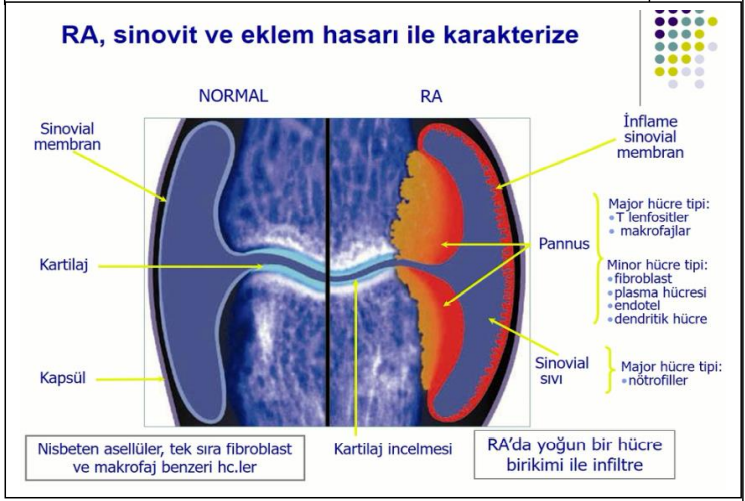 RA, sinovit ve eklem hasarı ile karakterize
NORMAL
RA
Sinovial
membran
Kartilaj
Kapsül
İnflame
sinovial
membran
Pannus
Major hücre tipi:
•T lenfositler
• makrofajlar
Minor hücre tipi:
•fibroblast
•plasma hücresi
•endotel
•dendritik hücre
Sinovial
sıvı
Major hücre tipi:
•nötrofiller
Nisbeten asellüler, tek sıra fibroblast
ve makrofaj benzeri hc.ler
Kartilaj incelmesi
RA'da yoğun bir hücre
birikimi ile infiltre